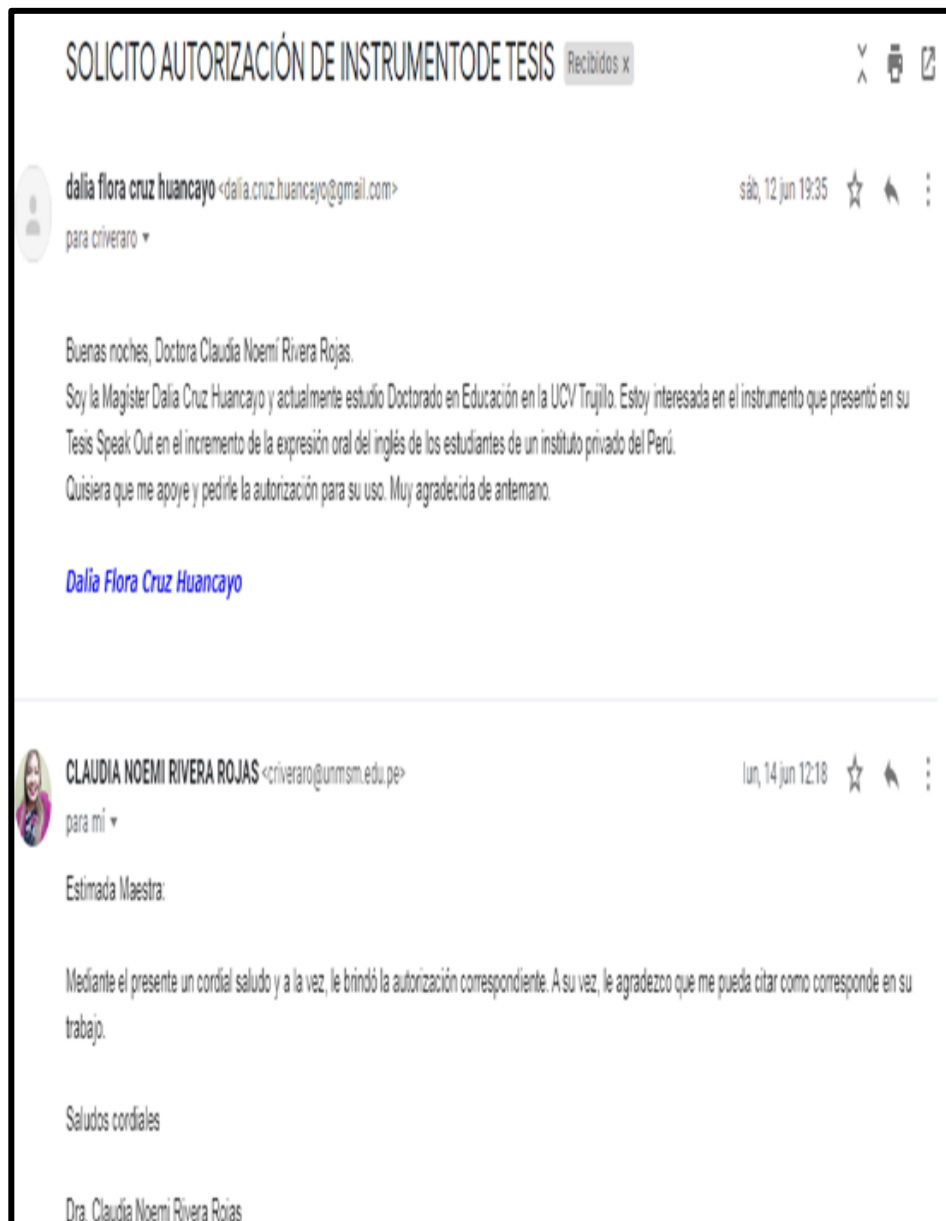 SOLICITO AUTORIZACIÓN DE INSTRUMENTODE TESIS Recibidos x
dalia flora cruz huancayo <dalia.cruz.huancayo@gmail.com> sáb, 12 jun 19:35
para criveraro
Buenas noches, Doctora Claudia Noemí Rivera Rojas.
Soy la Magíster Dalia Cruz Huancayo y actualmente estudio Doctorado en Educación en la UCV Trujillo. Estoy interesada en el instrumento que presentó en su
Tesis Speak Out en el incremento de la expresión oral del inglés de los estudiantes de un instituto privado del Perú.
Quisiera que me apoye y pedirle la autorización para su uso. Muy agradecida de antemano.
Dalia Flora Cruz Huancayo
CLAUDIA NOEMI RIVERA ROJAS <criveraro@unmsm.edu.pe> lun, 14 jun 12:18
para mí
Estimada Maestra:
Mediante el presente un cordial saludo y a la vez, le brindó la autorización correspondiente. A su vez, le agradezco que me pueda citar como corresponde en su
trabajo.
Saludos cordiales
Dra. Claudia Noemi Rivera Rojas